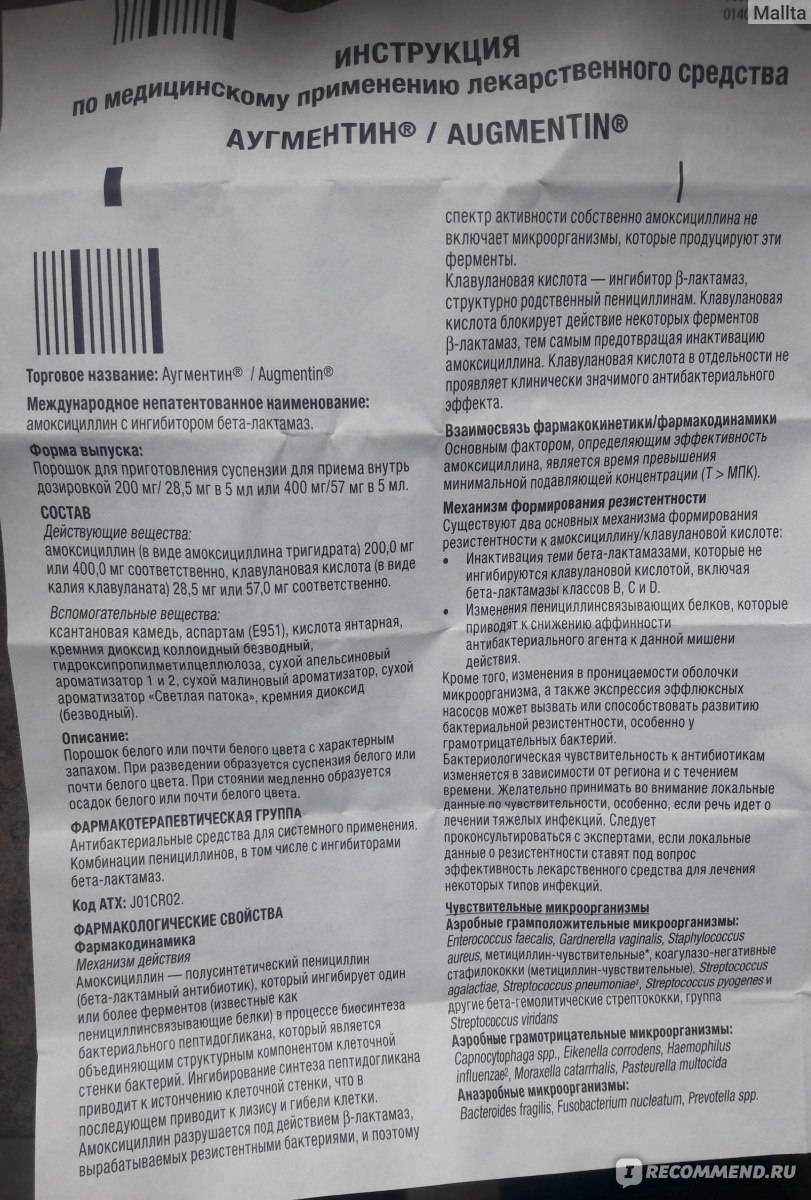 014
Mallta
ИНСТРУКЦИЯ
по медицинскому применению лекарственного средства
АУГМЕНТИН® / AUGMENTIN®
Торговое название: Аугментин® / Augmentin®
Международное непатентованное наименование:
амоксициллин с ингибитором бета-лактамаз.
Форма выпуска:
Порошок для приготовления суспензии для приема внутрь
дозировкой 200 мг/ 28,5 мг в 5 мл или 400 мг/57 мг в 5 мл.
СОСТАВ
Действующие вещества:
амоксициллин (в виде амоксициллина тригидрата) 200,0 мг
или 400,0 мг соответственно, клавулановая кислота (в виде
калия клавуланата) 28,5 мг или 57,0 мг соответственно.
Вспомогательные вещества:
ксантановая камедь, аспартам (E951), кислота янтарная,
кремния диоксид коллоидный безводный,
гидроксипропилметилцеллюлоза, сухой апельсиновый
ароматизатор 1 и 2, сухой малиновый ароматизатор, сухой
ароматизатор «Светлая патока», кремния диоксид
(безводный).
Описание:
Порошок белого или почти белого цвета с характерным
запахом. При разведении образуется суспензия белого или
почти белого цвета. При стоянии медленно образуется
осадок белого или почти белого цвета.
ФАРМАКОТЕРАПЕВТИЧЕСКАЯ ГРУППА
Антибактериальные средства для системного применения.
Комбинации пенициллинов, в том числе с ингибиторами
бета-лактамаз.
Код АТХ: J01CR02.
ФАРМАКОЛОГИЧЕСКИЕ СВОЙСТВА
Фармакодинамика
Механизм действия
Амоксициллин — полусинтетический пенициллин
(бета-лактамный антибиотик), который ингибирует один
или более ферментов (известные как
пенициллинсвязывающие белки) в процессе биосинтеза
бактериального пептидогликана, который является
объединяющим структурным компонентом клеточной
стенки бактерий. Ингибирование синтеза пептидогликана
приводит к истончению клеточной стенки, что в
последующем приводит к лизису и гибели клетки.
Амоксициллин разрушается под действием β-лактамаз,
вырабатываемых резистентными бактериями, и поэтому
спектр активности собственно амоксициллина не
включает микроорганизмы, которые продуцируют эти
ферменты.
Клавулановая кислота — ингибитор β-лактамаз,
структурно родственный пенициллинам. Клавулановая
кислота блокирует действие некоторых ферментов
β-лактамаз, тем самым предотвращая инактивацию
амоксициллина. Клавулановая кислота в отдельности не
проявляет клинически значимого антибактериального
эффекта.
Взаимосвязь фармакокинетики/фармакодинамики
Основным фактором, определяющим эффективность
амоксициллина, является время превышения
минимальной подавляющей концентрации (T > МПК).
Механизм формирования резистентности
Существуют два основных механизма формирования
резистентности к амоксициллину/клавулановой кислоте:
• Инактивация теми бета-лактамазами, которые не
ингибируются клавулановой кислотой, включая
бета-лактамазы классов B, C и D.
• Изменения пенициллинсвязывающих белков, которые
приводят к снижению аффинности
антибактериального агента к данной мишени
действия.
Кроме того, изменения в проницаемости оболочки
микроорганизма, а также экспрессия эффлюксных
насосов может вызвать или способствовать развитию
бактериальной резистентности, особенно у
грамотрицательных бактерий.
Бактериологическая чувствительность к антибиотикам
изменяется в зависимости от региона и с течением
времени. Желательно принимать во внимание локальные
данные по чувствительности, особенно, если речь идет о
лечении тяжелых инфекций. Следует
проконсультироваться с экспертами, если локальные
данные о резистентности ставят под вопрос
эффективность лекарственного средства для лечения
некоторых типов инфекций.
Чувствительные микроорганизмы
Аэробные грамположительные микроорганизмы:
Enterococcus faecalis, Gardnerella vaginalis, Staphylococcus
aureus, метициллин-чувствительные*, коагулазо-негативные
стафилококки (метициллин-чувствительные), Streptococcus
agalactiae, Streptococcus pneumoniae¹, Streptococcus pyogenes и
другие бета-гемолитические стрептококки, группа
Streptococcus viridans
Аэробные грамотрицательные микроорганизмы:
Capnocytophaga spp., Eikenella corrodens, Haemophilus
influenzae², Moraxella catarrhalis, Pasteurella multocida
Анаэробные микроорганизмы:
Bacteroides fragilis, Fusobacterium nucleatum, Prevotella spp.
I RECOMMEND.RU